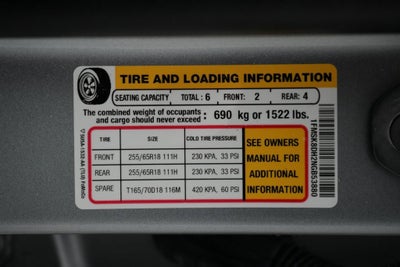 TIRE AND LOADING INFORMATION
SEATING CAPACITY TOTAL : 6 FRONT: 2 REAR: 4
The combined weight of occupants
and cargo should never exceed : 690 kg or 1522 lbs.
TIRE SIZE COLD TIRE PRESSURE
FRONT 255/65R18 111H 230 KPA, 33 PSI
REAR 255/65R18 111H 230 KPA, 33 PSI
SPARE T165/70D18 116M 420 KPA, 60 PSI
SEE OWNERS
MANUAL FOR
ADDITIONAL
INFORMATION
1FMSK8DH2NGB53880